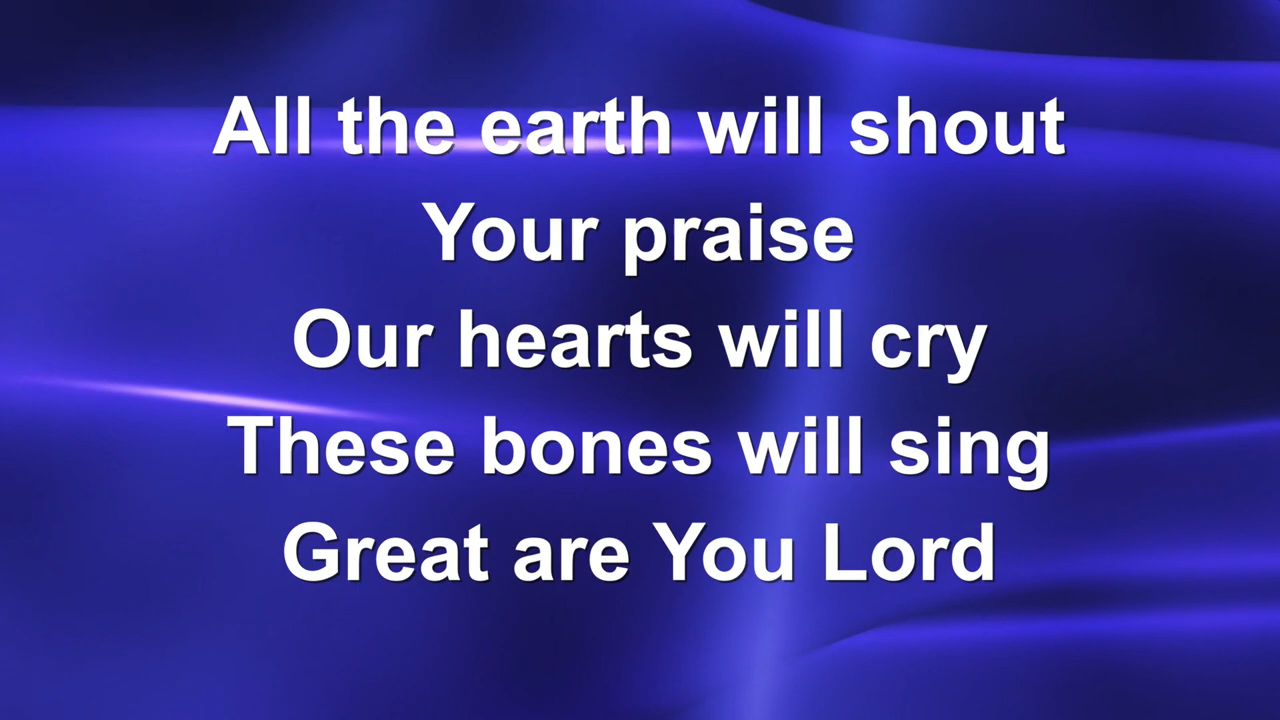 All the earth will shout
Your praise
Our hearts will cry
These bones will sing
Great are You Lord